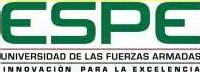 ESPE
UNIVERSIDAD DE LAS FUERZAS ARMADAS
INNOVACIÓN PARA LA EXCELENCIA